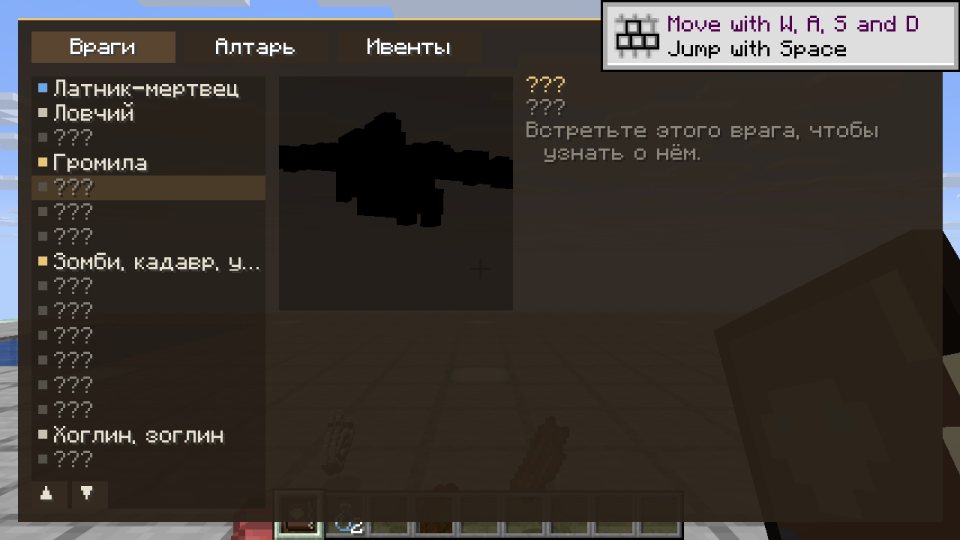 Враги
Алтарь
Ивенты
Move with W, A, S and D
Jump with Space
Латник-мертвец
Ловчий
???
Громила
???
???
???
Зомби, кадавр, у...
???
???
???
???
???
???
Хоглин, зоглин
???
???
???
Встретьте этого врага, чтобы
узнать о нём.
2